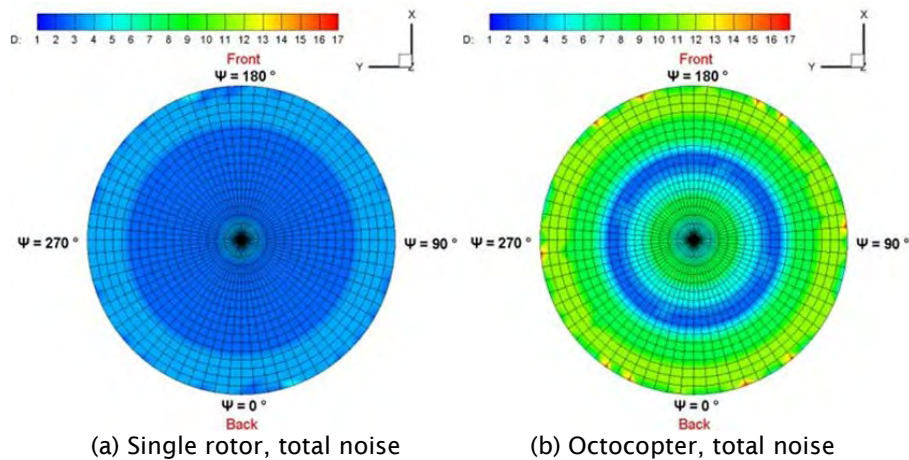 D: 1 2 3 4 5 6 7 8 9 10 11 12 13 14 15 16 17
X
Y
Z
Front
Ψ = 180 °
Ψ = 270 °
Ψ = 90 °
Ψ = 0 °
Back
(a) Single rotor, total noise
D: 1 2 3 4 5 6 7 8 9 10 11 12 13 14 15 16 17
X
Y
Z
Front
Ψ = 180 °
Ψ = 270 °
Ψ = 90 °
Ψ = 0 °
Back
(b) Octocopter, total noise